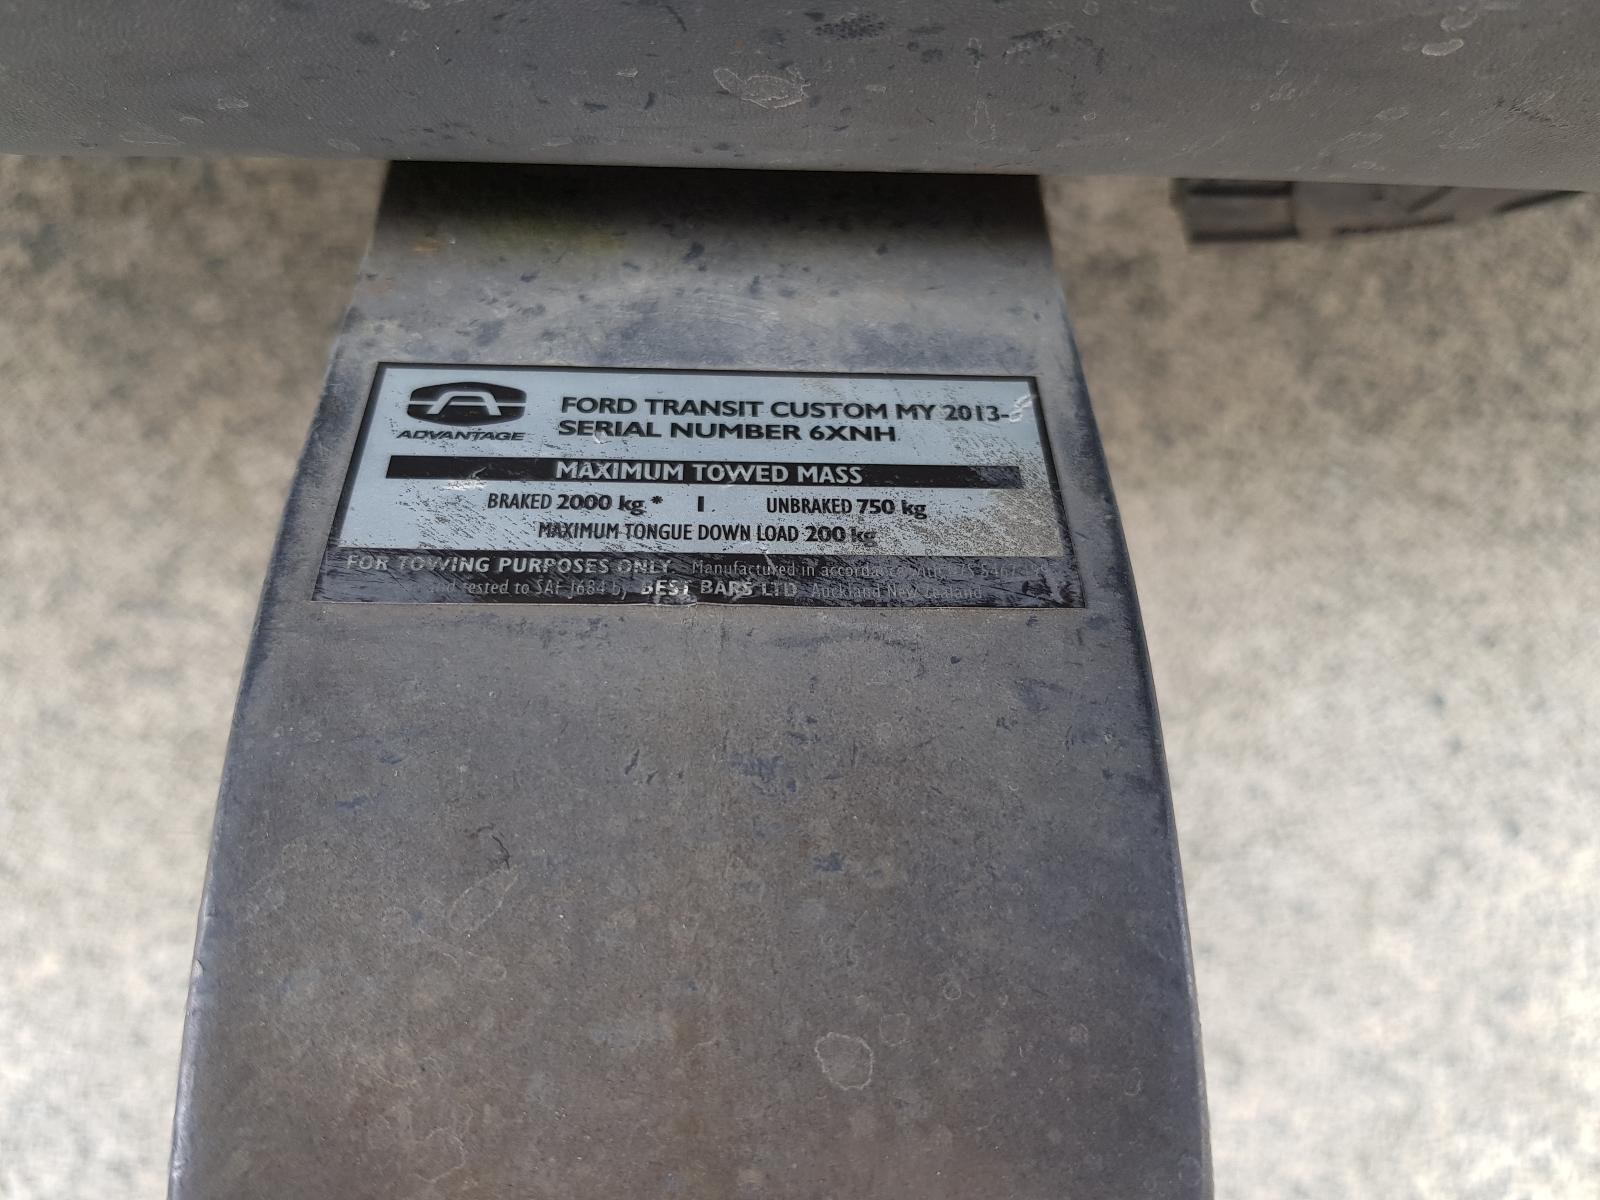 ADVANTAGE
FORD TRANSIT CUSTOM MY 2013-
SERIAL NUMBER 6XNH
MAXIMUM TOWED MASS
BRAKED 2000 kg * | UNBRAKED 750 kg
MAXIMUM TONGUE DOWN LOAD 200 kg
FOR TOWING PURPOSES ONLY. Manufactured in accordance with
and tested to SAE J684 by BEST BARS LTD Auckland New Zealand